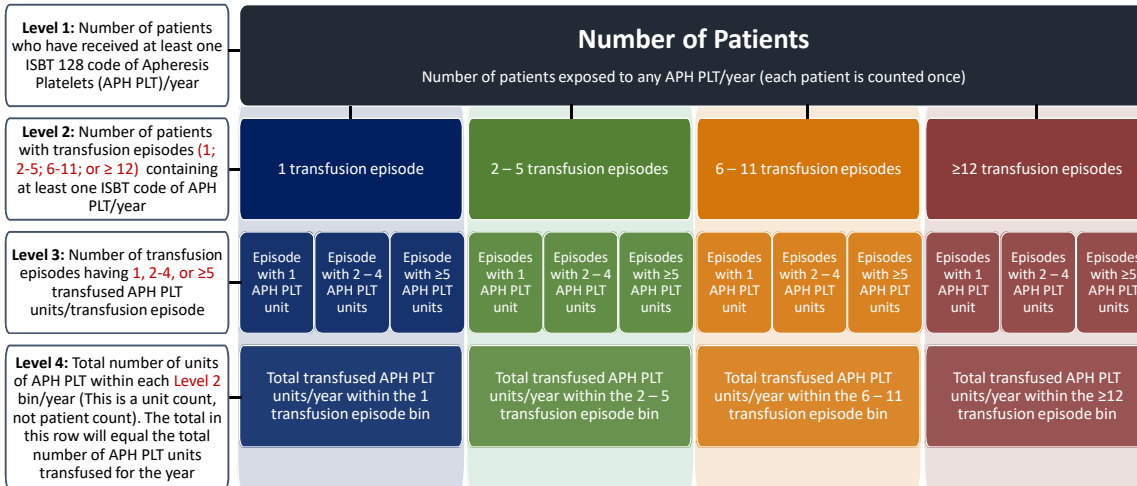 Level 1: Number of patients
who have received at least one
ISBT 128 code of Apheresis
Platelets (APH PLT)/year
Number of Patients
Number of patients exposed to any APH PLT/year (each patient is counted once)
Level 2: Number of patients
with transfusion episodes (1;
2-5; 6-11; or ≥ 12) containing
at least one ISBT code of APH
PLT/year
1 transfusion episode
2 – 5 transfusion episodes
6 – 11 transfusion episodes
≥12 transfusion episodes
Level 3: Number of transfusion
episodes having 1, 2-4, or ≥5
transfused APH PLT
units/transfusion episode
Episode
with 1
APH PLT
unit
Episode
with 2 – 4
APH PLT
units
Episode
with ≥5
APH PLT
units
Episodes
with 1
APH PLT
unit
Episodes
with 2 – 4
APH PLT
units
Episodes
with ≥5
APH PLT
units
Episodes
with 1
APH PLT
unit
Episodes
with 2 – 4
APH PLT
units
Episodes
with ≥5
APH PLT
units
Episodes
with 1
APH PLT
unit
Episodes
with 2 – 4
APH PLT
units
Episodes
with ≥5
APH PLT
units
Level 4: Total number of units
of APH PLT within each Level 2
bin/year (This is a unit count,
not patient count). The total in
this row will equal the total
number of APH PLT units
transfused for the year
Total transfused APH PLT
units/year within the 1
transfusion episode bin
Total transfused APH PLT
units/year within the 2 – 5
transfusion episode bin
Total transfused APH PLT
units/year within the 6 – 11
transfusion episode bin
Total transfused APH PLT
units/year within the ≥12
transfusion episode bin